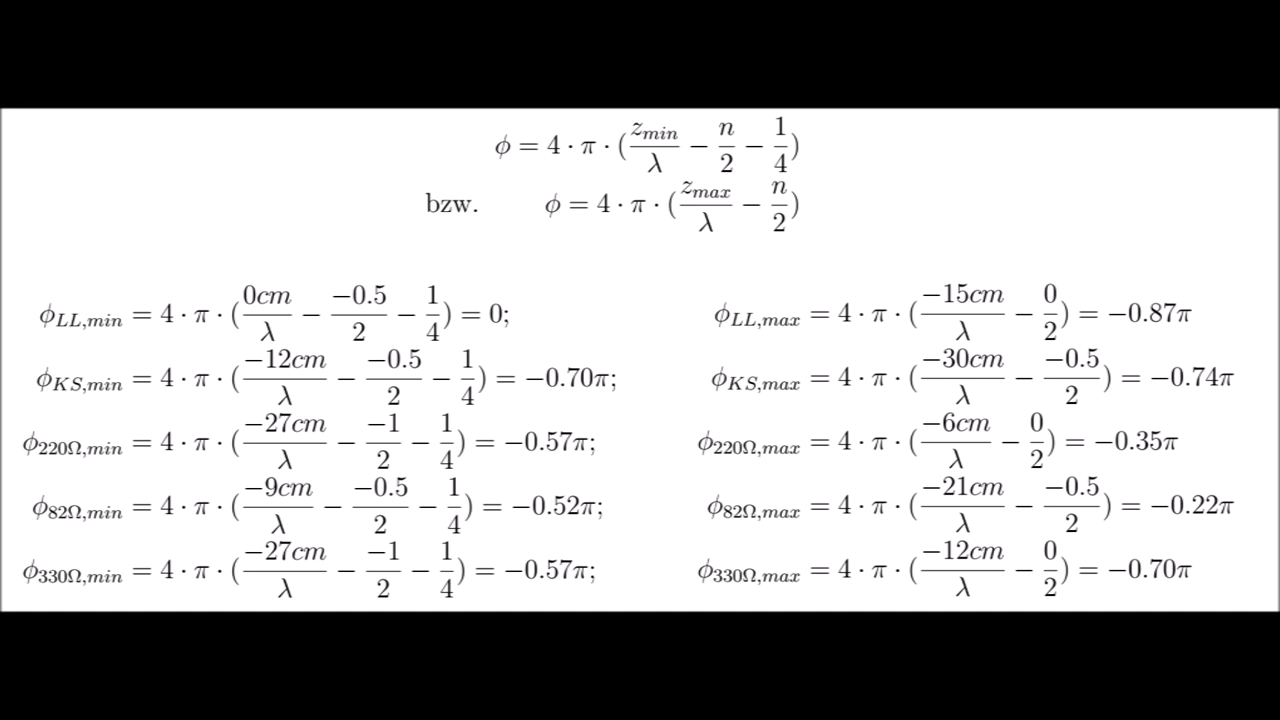 ϕ = 4 · π · (z_min/λ − n/2 − 1/4)
bzw. ϕ = 4 · π · (z_max/λ − n/2)
ϕ_LL,min = 4 · π · (0cm/λ − −0.5/2 − 1/4) = 0; ϕ_LL,max = 4 · π · (−15cm/λ − 0/2) = −0.87π
ϕ_KS,min = 4 · π · (−12cm/λ − −0.5/2 − 1/4) = −0.70π; ϕ_KS,max = 4 · π · (−30cm/λ − −0.5/2) = −0.74π
ϕ_220Ω,min = 4 · π · (−27cm/λ − −1/2 − 1/4) = −0.57π; ϕ_220Ω,max = 4 · π · (−6cm/λ − 0/2) = −0.35π
ϕ_82Ω,min = 4 · π · (−9cm/λ − −0.5/2 − 1/4) = −0.52π; ϕ_82Ω,max = 4 · π · (−21cm/λ − −0.5/2) = −0.22π
ϕ_330Ω,min = 4 · π · (−27cm/λ − −1/2 − 1/4) = −0.57π; ϕ_330Ω,max = 4 · π · (−12cm/λ − 0/2) = −0.70π